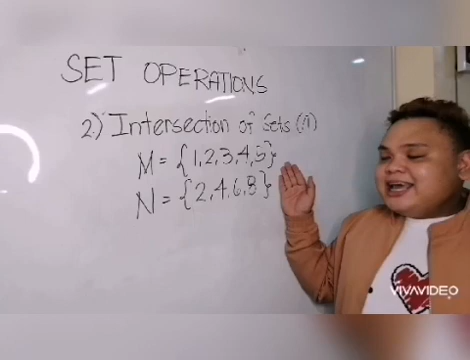 SET OPERATIONS
2.) Intersection of Sets (∩)
M = {1,2,3,4,5}
N = {2,4,6,8}
VIVAVIDEO